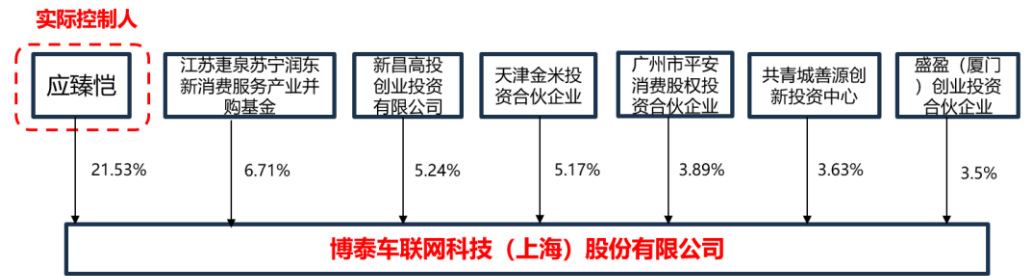 实际控制人
应臻恺
江苏疌泉苏宁润东
新消费服务产业并
购基金
新昌高投
创业投资
有限公司
天津金米投
资合伙企业
广州市平安
消费股权投
资合伙企业
共青城善源创
新投资中心
盛盈（厦门
）创业投资
合伙企业
21.53%
6.71%
5.24%
5.17%
3.89%
3.63%
3.5%
博泰车联网科技（上海）股份有限公司